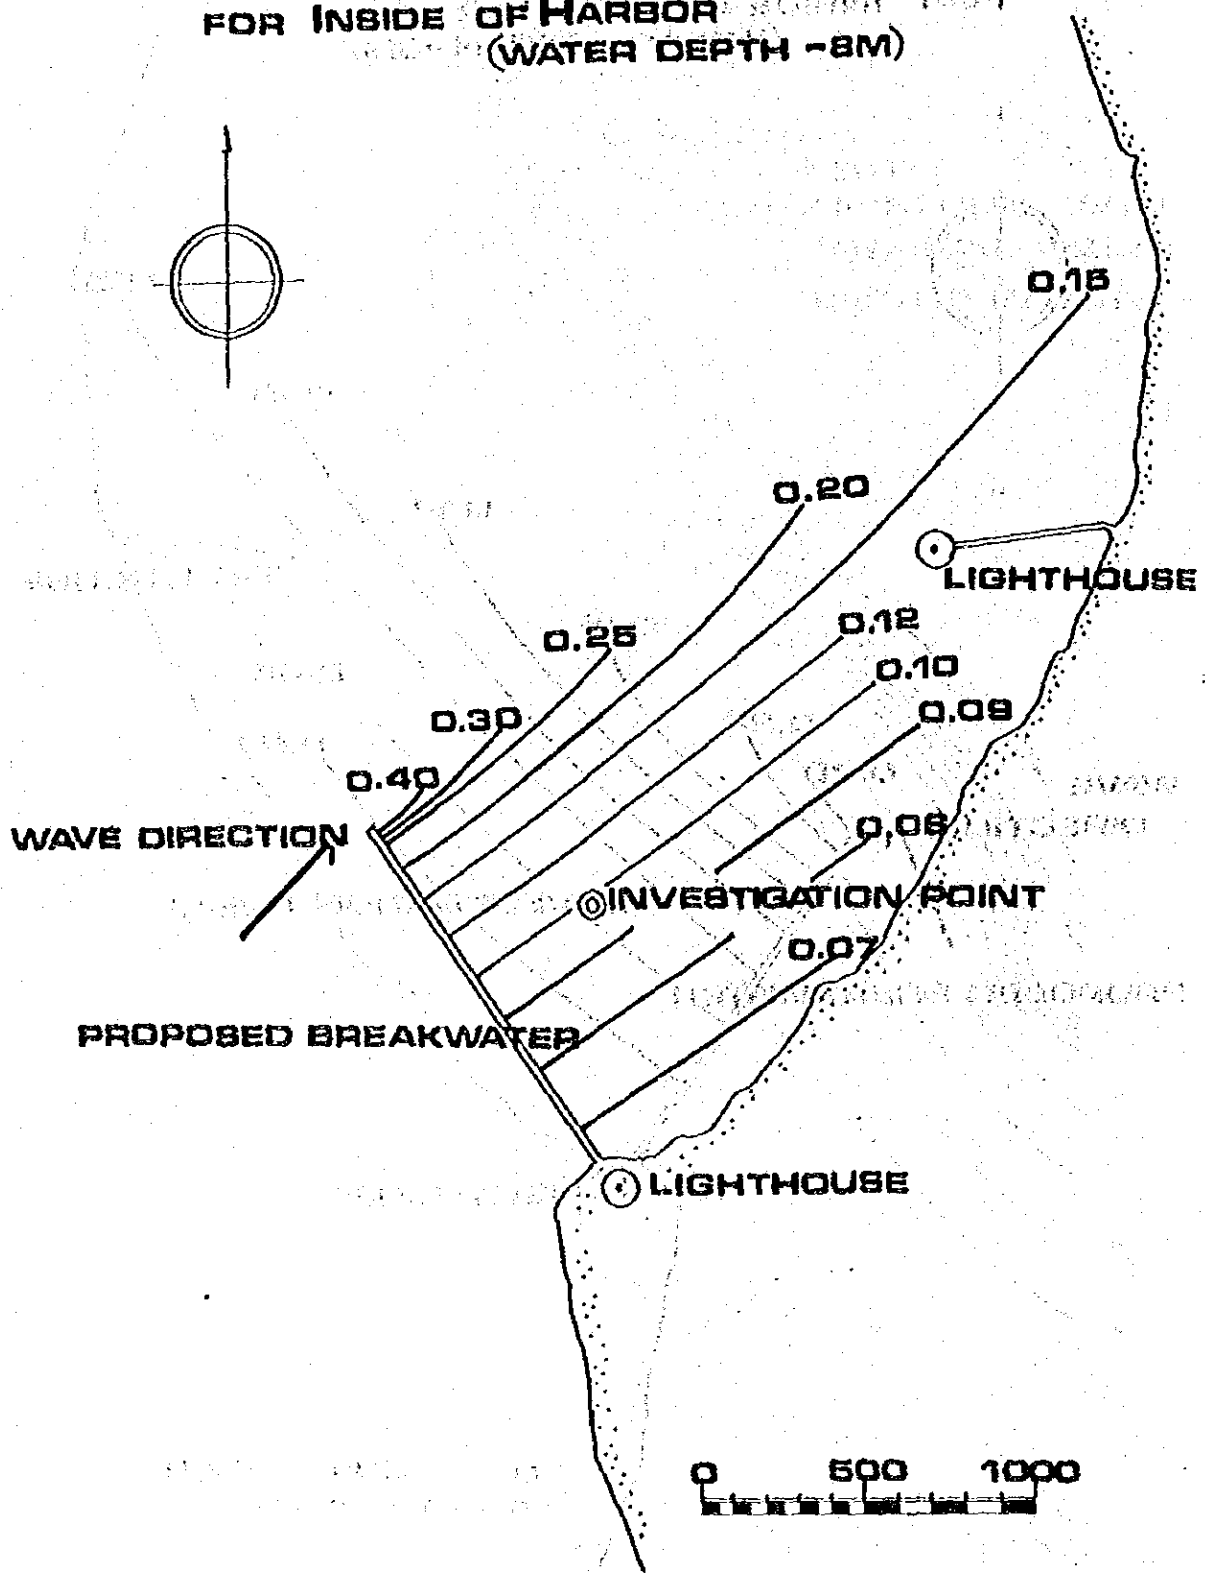 FOR INSIDE OF HARBOR
(WATER DEPTH -8M)
0.15
0.20
LIGHTHOUSE
0.12
0.25
0.10
0.09
0.30
0.40
0.08
WAVE DIRECTION
INVESTIGATION POINT
0.07
PROPOSED BREAKWATER
LIGHTHOUSE
0 500 1000